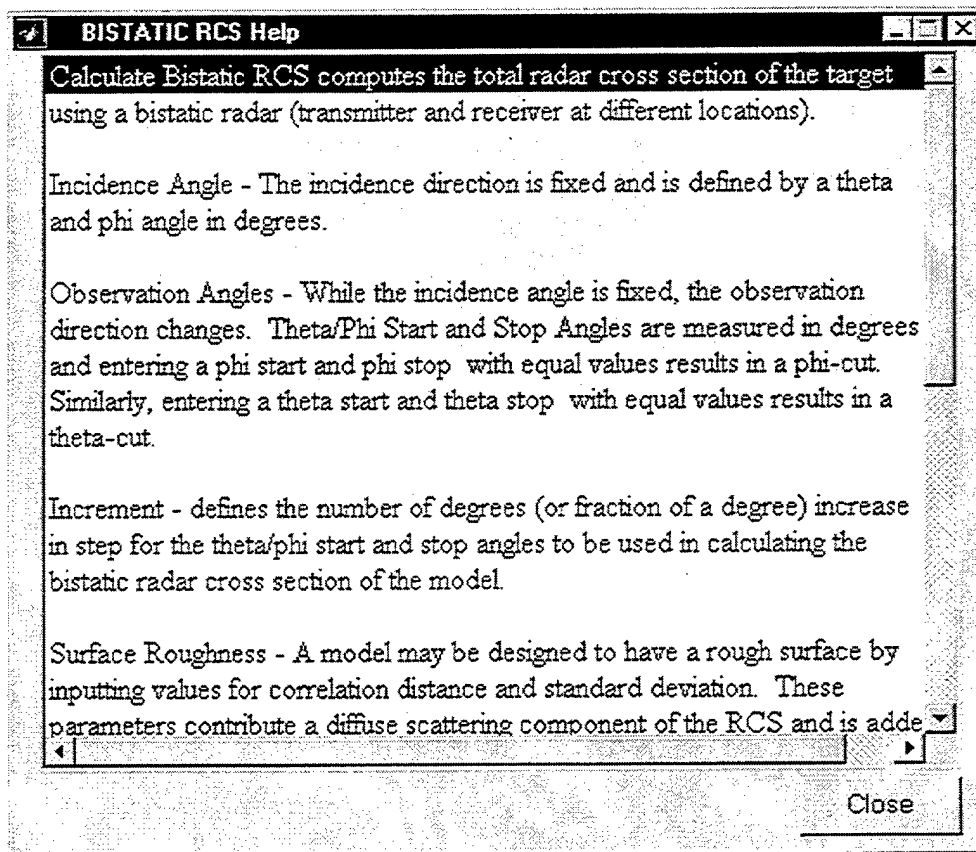 BISTATIC RCS Help
Calculate Bistatic RCS computes the total radar cross section of the target
using a bistatic radar (transmitter and receiver at different locations).
Incidence Angle - The incidence direction is fixed and is defined by a theta
and phi angle in degrees.
Observation Angles - While the incidence angle is fixed, the observation
direction changes.  Theta/Phi Start and Stop Angles are measured in degrees
and entering a phi start and phi stop  with equal values results in a phi-cut.
Similarly, entering a theta start and theta stop  with equal values results in a
theta-cut.
Increment - defines the number of degrees (or fraction of a degree) increase
in step for the theta/phi start and stop angles to be used in calculating the
bistatic radar cross section of the model.
Surface Roughness - A model may be designed to have a rough surface by
inputting values for correlation distance and standard deviation.  These
parameters contribute a diffuse scattering component of the RCS and is adde
Close